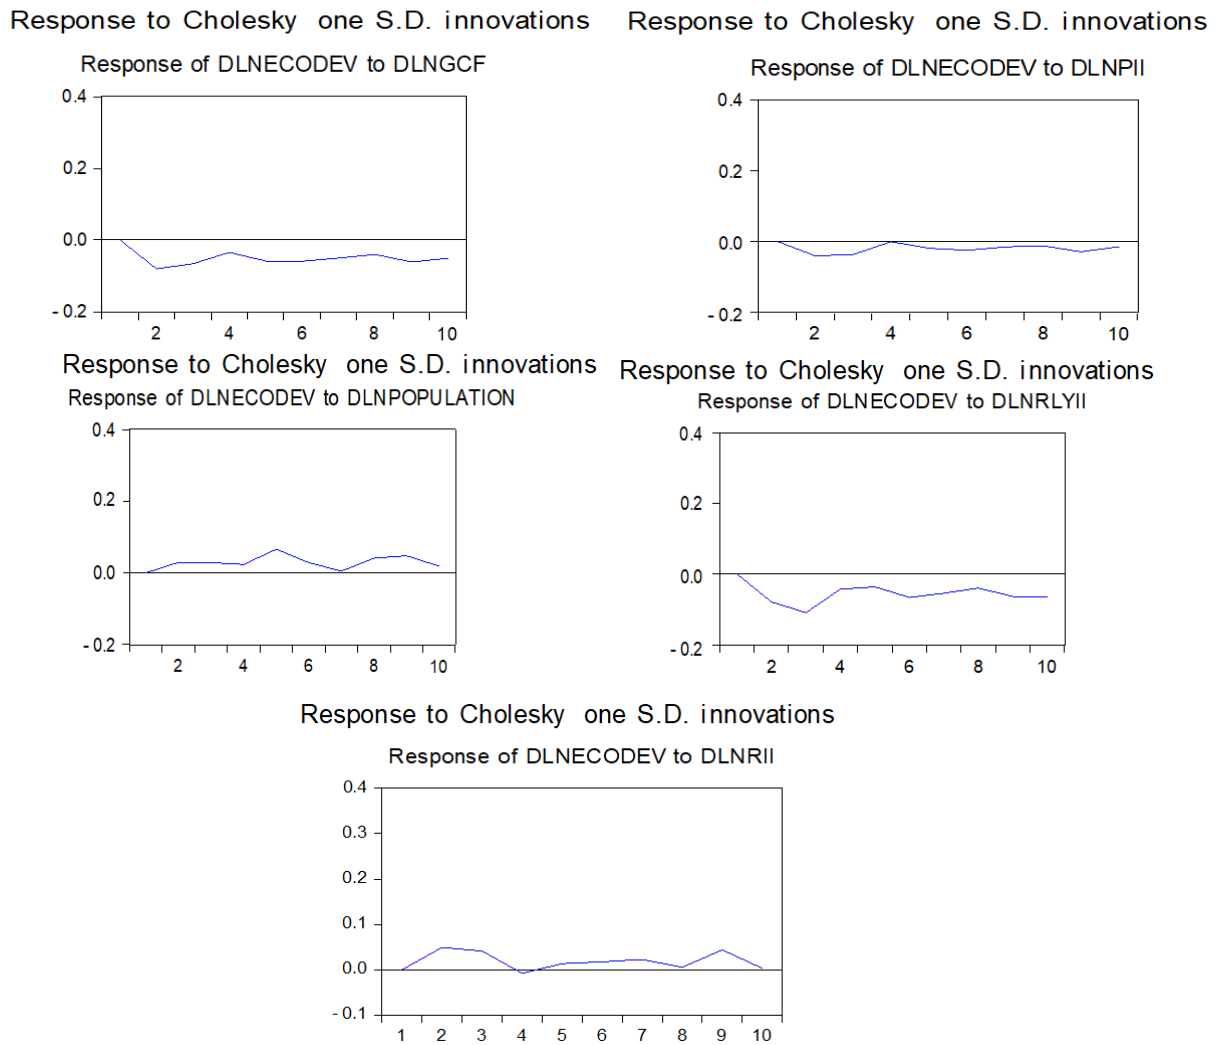 Response to Cholesky one S.D. innovations
Response of DLNECODEV to DLNGCF
0.4
0.2
0.0
- 0.2
2 4 6 8 10
Response to Cholesky one S.D. innovations
Response of DLNECODEV to DLNPII
0.4
0.2
0.0
- 0.2
2 4 6 8 10
Response to Cholesky one S.D. innovations
Response of DLNECODEV to DLNPOPULATION
0.4
0.2
0.0
- 0.2
2 4 6 8 10
Response to Cholesky one S.D. innovations
Response of DLNECODEV to DLNRLYII
0.4
0.2
0.0
- 0.2
2 4 6 8 10
Response to Cholesky one S.D. innovations
Response of DLNECODEV to DLNRII
0.4
0.3
0.2
0.1
0.0
- 0.1
1 2 3 4 5 6 7 8 9 10